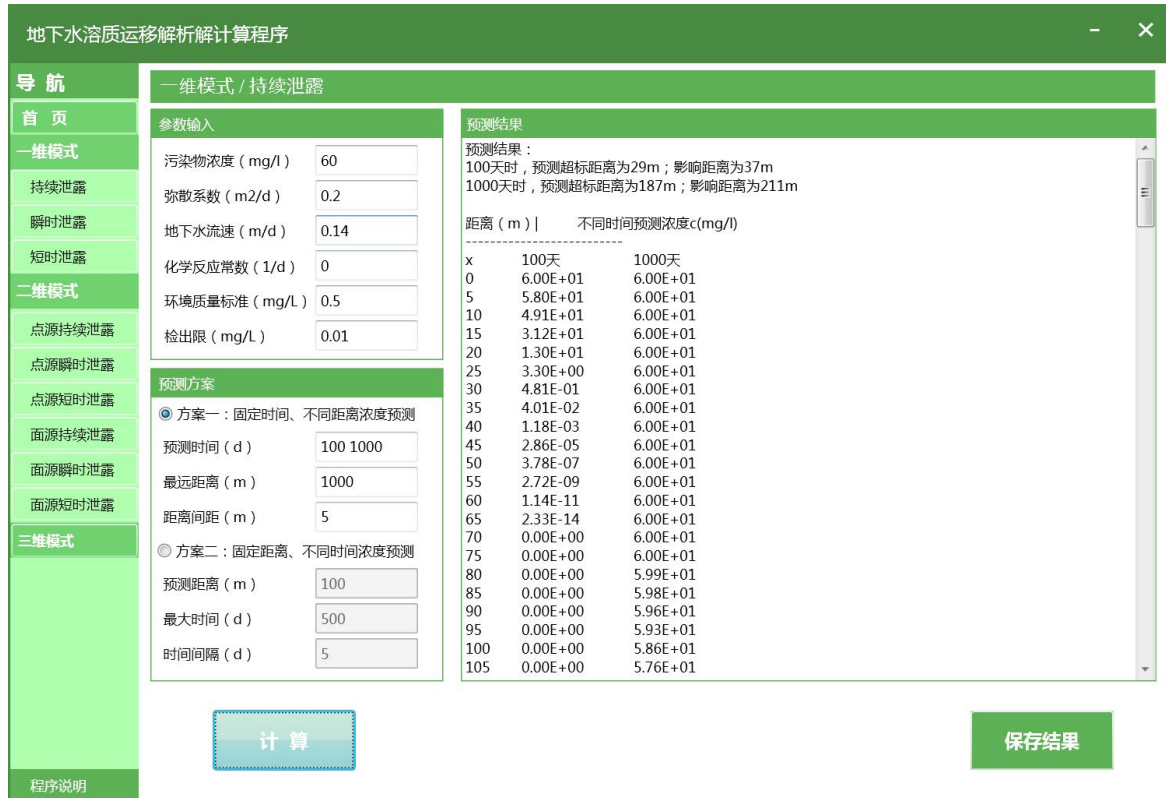 地下水溶质运移解析解计算程序
导 航
首 页
一维模式
持续泄露
瞬时泄露
短时泄露
二维模式
点源持续泄露
点源瞬时泄露
点源短时泄露
面源持续泄露
面源瞬时泄露
面源短时泄露
三维模式
程序说明
一维模式 / 持续泄露
参数输入
污染物浓度（mg/l） 60
弥散系数（m2/d） 0.2
地下水流速（m/d） 0.14
化学反应常数（1/d） 0
环境质量标准（mg/L） 0.5
检出限（mg/L） 0.01
预测方案
方案一：固定时间、不同距离浓度预测
预测时间（d） 100 1000
最远距离（m） 1000
距离间距（m） 5
方案二：固定距离、不同时间浓度预测
预测距离（m） 100
最大时间（d） 500
时间间隔（d） 5
计 算
预测结果
预测结果：
100天时，预测超标距离为29m；影响距离为37m
1000天时，预测超标距离为187m；影响距离为211m
距离（m）| 不同时间预测浓度c(mg/l)
--------------------------
x 100天 1000天
0 6.00E+01 6.00E+01
5 5.80E+01 6.00E+01
10 4.91E+01 6.00E+01
15 3.12E+01 6.00E+01
20 1.30E+01 6.00E+01
25 3.30E+00 6.00E+01
30 4.81E-01 6.00E+01
35 4.01E-02 6.00E+01
40 1.18E-03 6.00E+01
45 2.86E-05 6.00E+01
50 3.78E-07 6.00E+01
55 2.72E-09 6.00E+01
60 1.14E-11 6.00E+01
65 2.33E-14 6.00E+01
70 0.00E+00 6.00E+01
75 0.00E+00 6.00E+01
80 0.00E+00 5.99E+01
85 0.00E+00 5.98E+01
90 0.00E+00 5.96E+01
95 0.00E+00 5.93E+01
100 0.00E+00 5.86E+01
105 0.00E+00 5.76E+01
保存结果